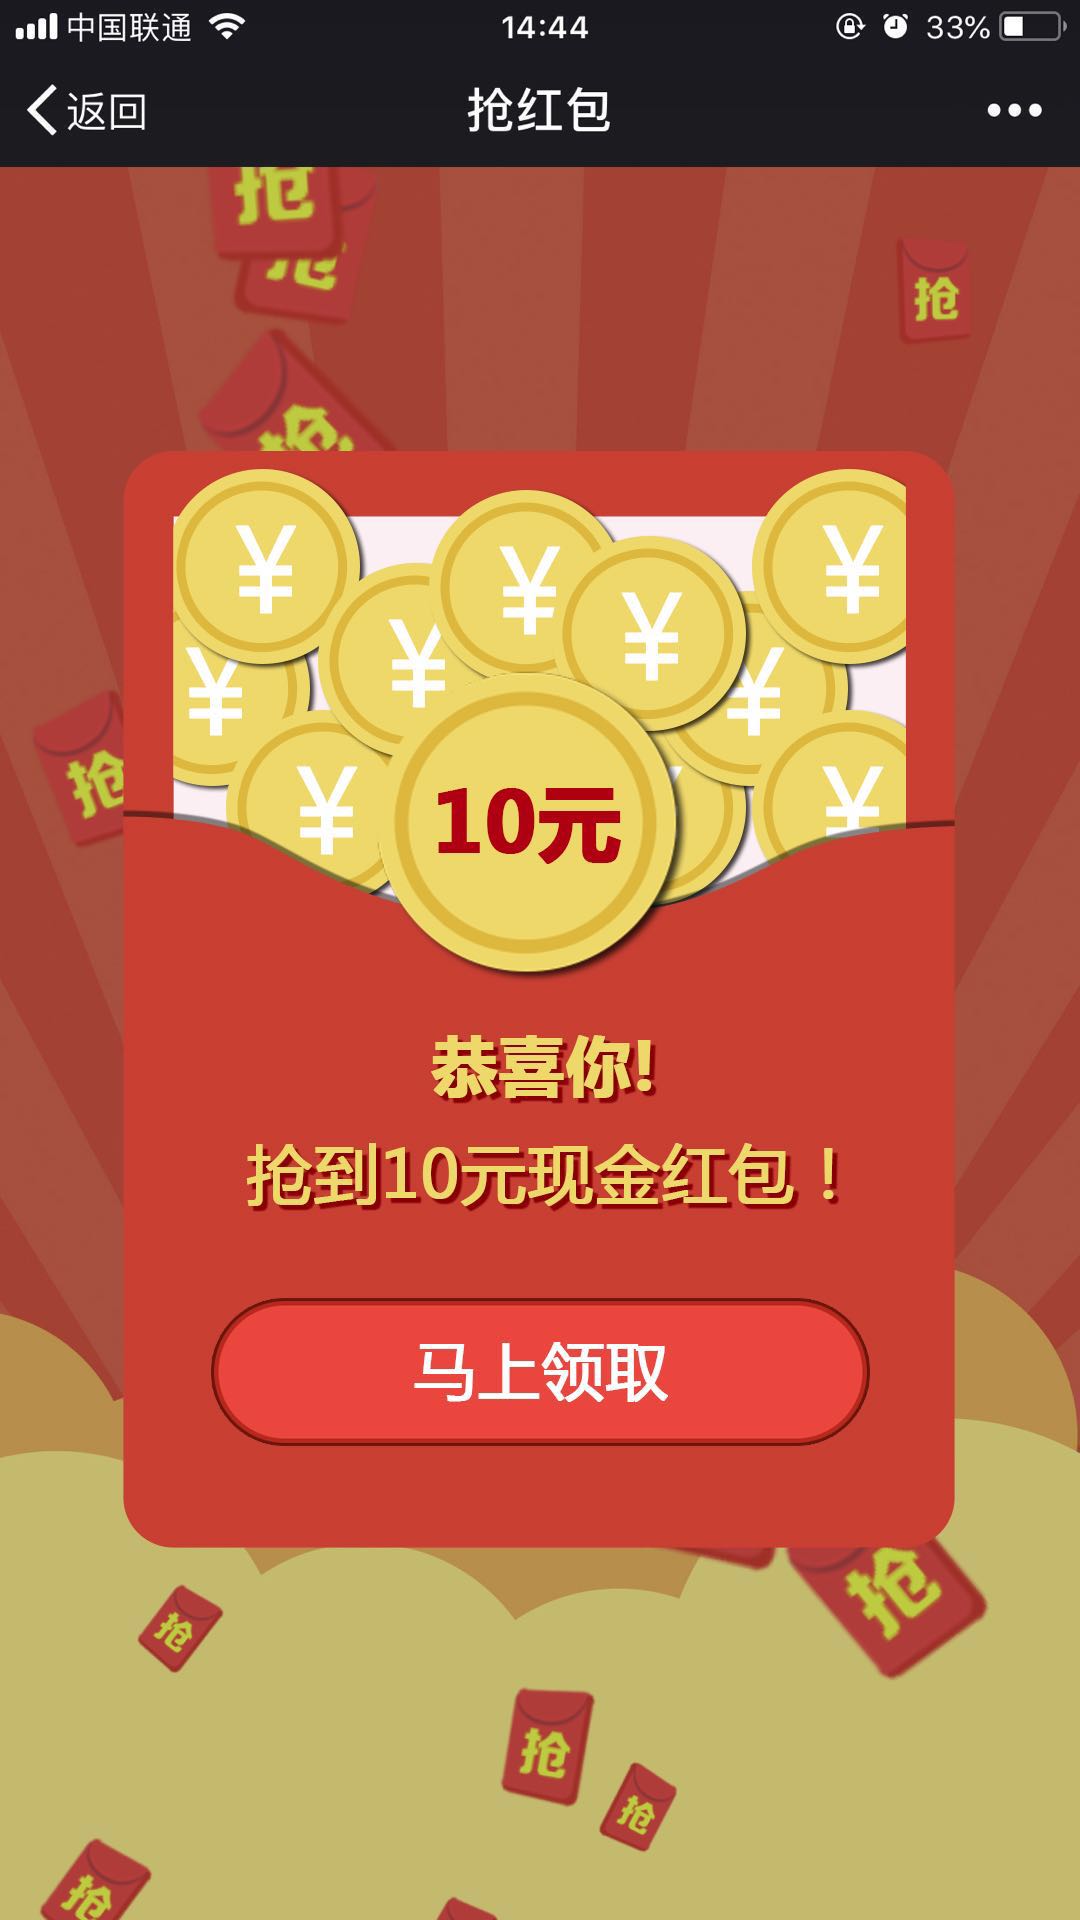 中国联通 14:44 33%
返回 抢红包
抢
抢
抢
抢
¥ ¥ ¥
¥ ¥
¥ ¥
¥ ¥
抢
10元
恭喜你!
抢到10元现金红包！
马上领取
抢
抢
抢
抢
抢